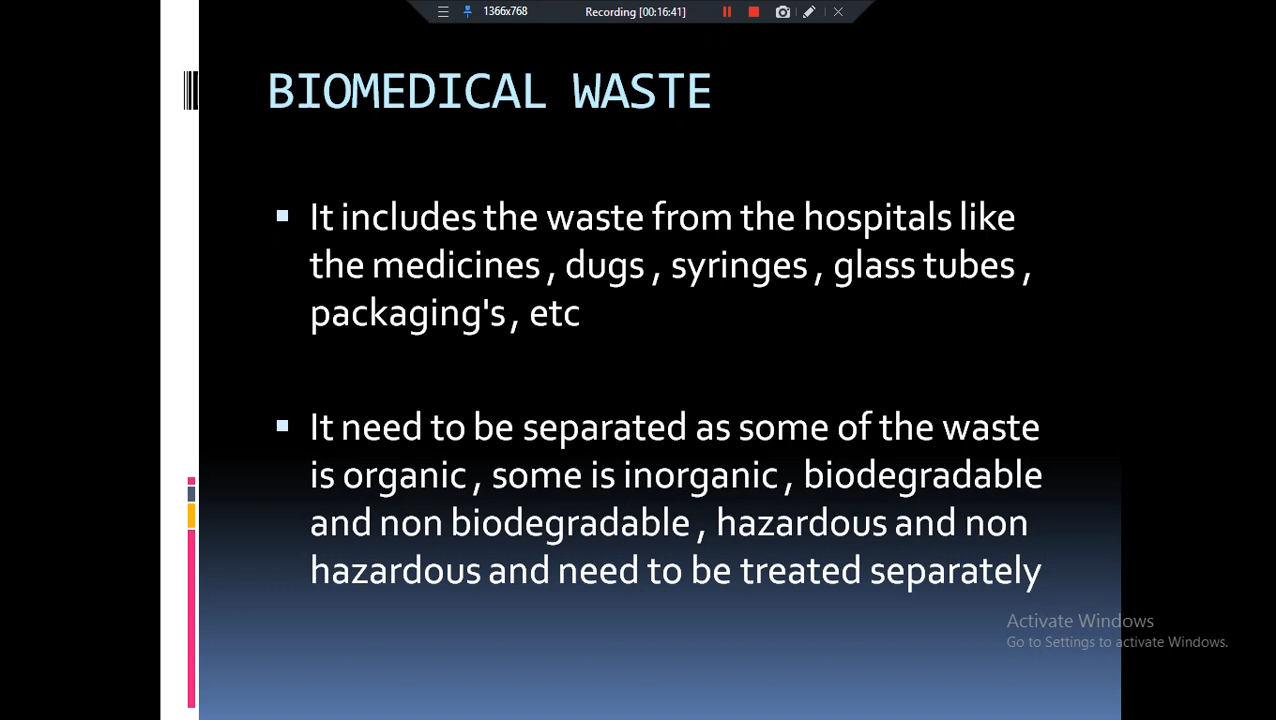 1366x768 Recording [00:16:41]
BIOMEDICAL WASTE
It includes the waste from the hospitals like
the medicines , dugs , syringes , glass tubes ,
packaging's , etc
It need to be separated as some of the waste
is organic , some is inorganic , biodegradable
and non biodegradable , hazardous and non
hazardous and need to be treated separately
Activate Windows
Go to Settings to activate Windows.